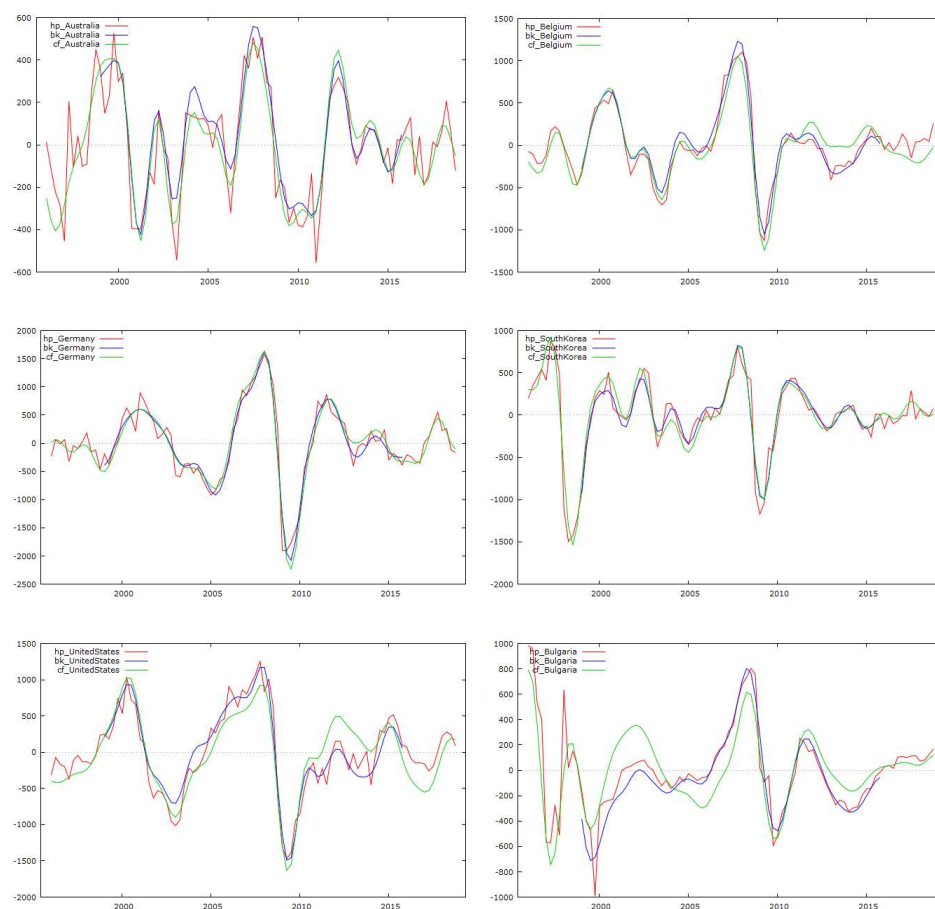 600
400
200
0
-200
-400
-600
hp_Australia
bk_Australia
cf_Australia
2000 2005 2010 2015
1500
1000
500
0
-500
-1000
-1500
hp_Belgium
bk_Belgium
cf_Belgium
2000 2005 2010 2015
2000
1500
1000
500
0
-500
-1000
-1500
-2000
-2500
hp_Germany
bk_Germany
cf_Germany
2000 2005 2010 2015
1000
500
0
-500
-1000
-1500
-2000
hp_SouthKorea
bk_SouthKorea
cf_SouthKorea
2000 2005 2010 2015
1500
1000
500
0
-500
-1000
-1500
-2000
hp_UnitedStates
bk_UnitedStates
cf_UnitedStates
2000 2005 2010 2015
1000
800
600
400
200
0
-200
-400
-600
-800
-1000
hp_Bulgaria
bk_Bulgaria
cf_Bulgaria
2000 2005 2010 2015